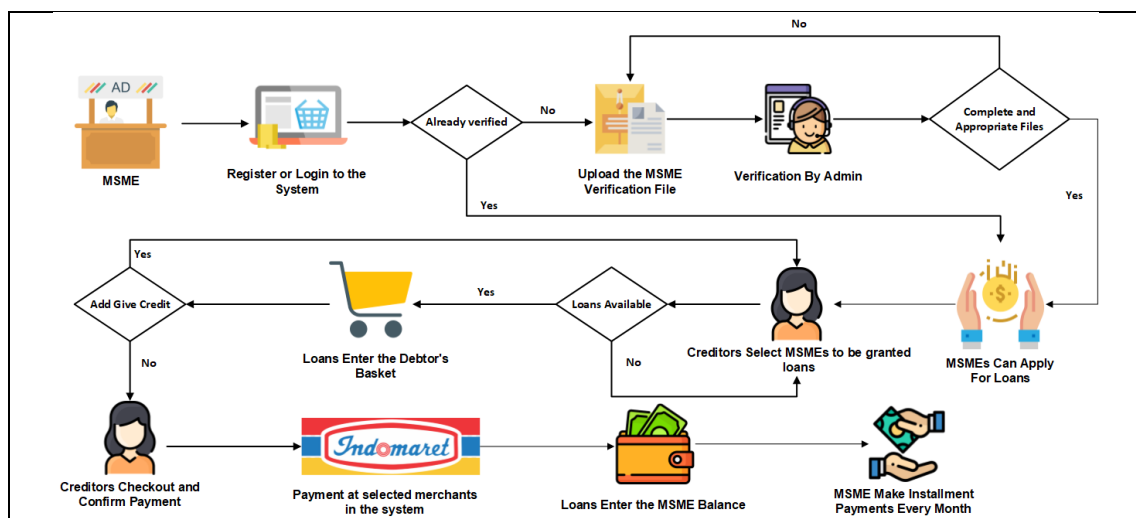 No
AD
Already verified
No
Complete and
Appropriate Files
MSME
Register or Login to the
System
Upload the MSME
Verification File
Verification By Admin
Yes
Yes
Yes
Add Give Credit
Yes
Loans Available
Loans Enter the Debtor's
Basket
No
No
Creditors Select MSMEs to be granted
loans
MSMEs Can Apply
For Loans
Indomaret
Creditors Checkout and
Confirm Payment
Payment at selected merchants
in the system
Loans Enter the MSME Balance
MSME Make Installment
Payments Every Month